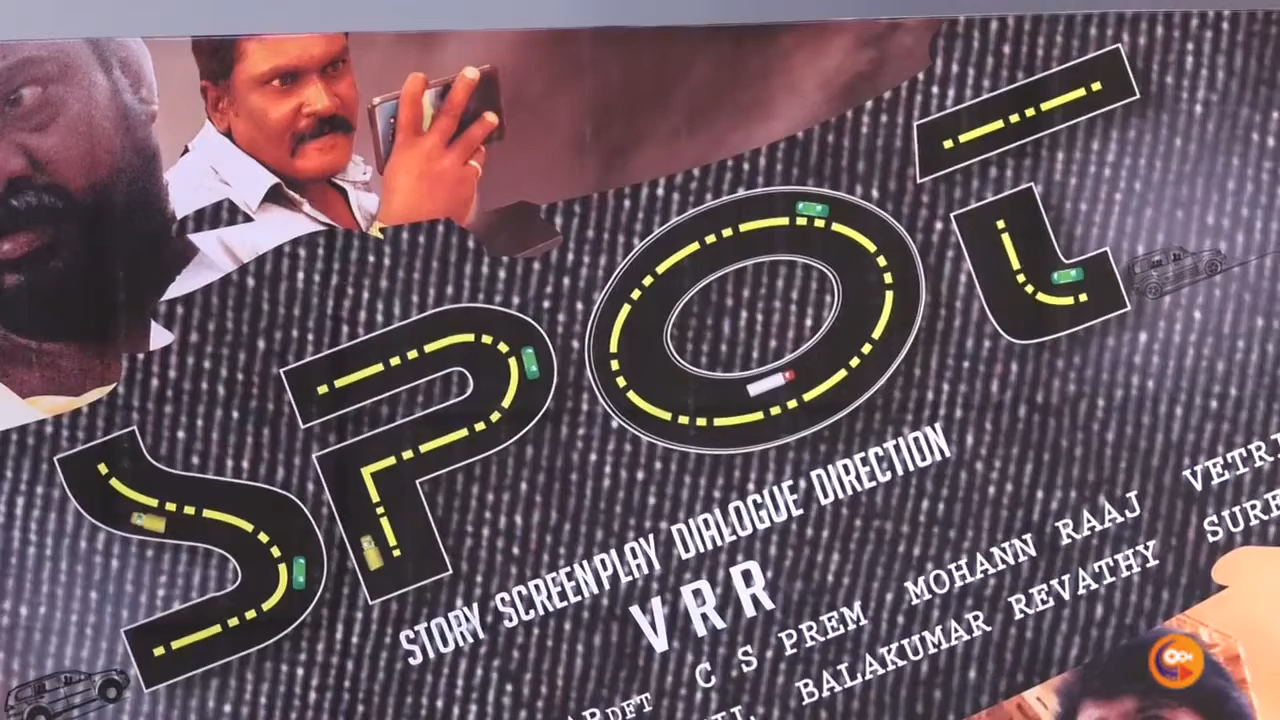 SPOT
STORY SCREENPLAY DIALOGUE DIRECTION
VRR
C S PREM MOHANN RAAJ
BALAKUMAR REVATHY